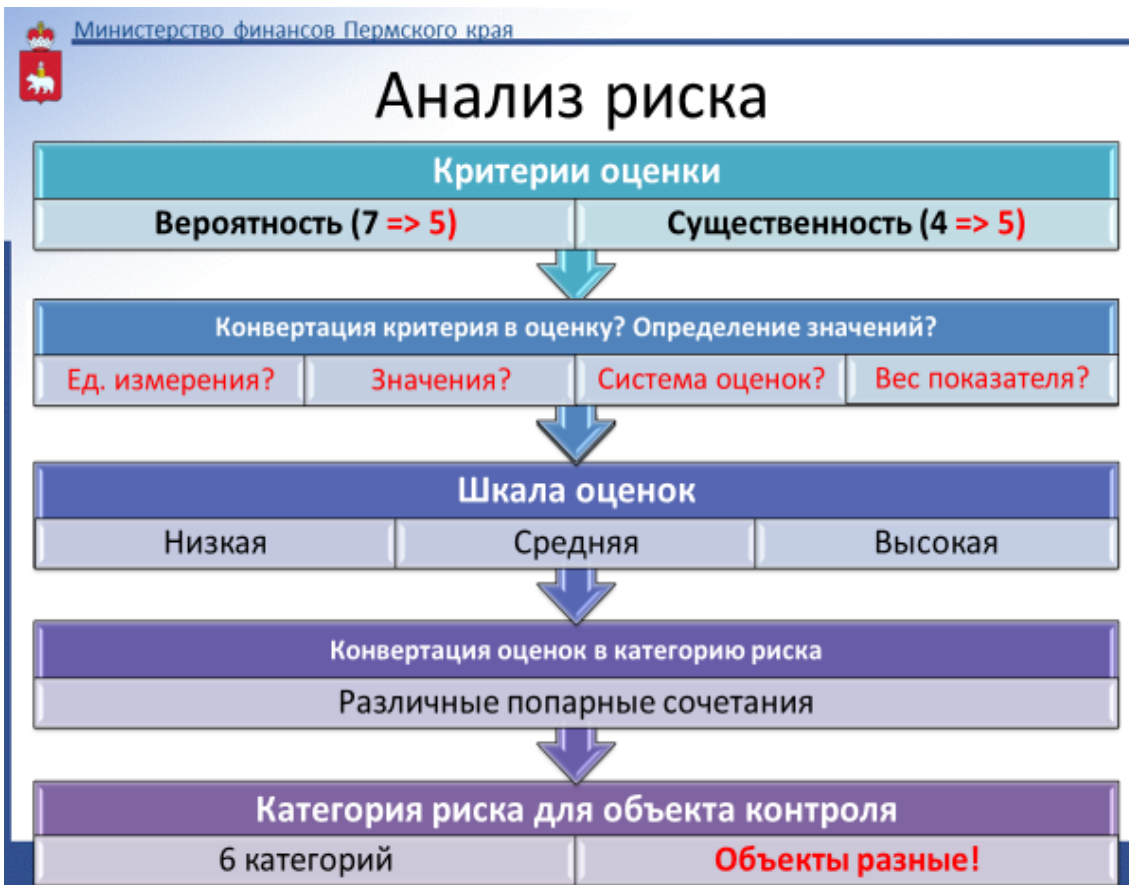 Министерство финансов Пермского края
Анализ риска
Критерии оценки
Вероятность (7 => 5)
Существенность (4 => 5)
Конвертация критерия в оценку? Определение значений?
Ед. измерения?
Значения?
Система оценок?
Вес показателя?
Шкала оценок
Низкая
Средняя
Высокая
Конвертация оценок в категорию риска
Различные попарные сочетания
Категория риска для объекта контроля
6 категорий
Объекты разные!